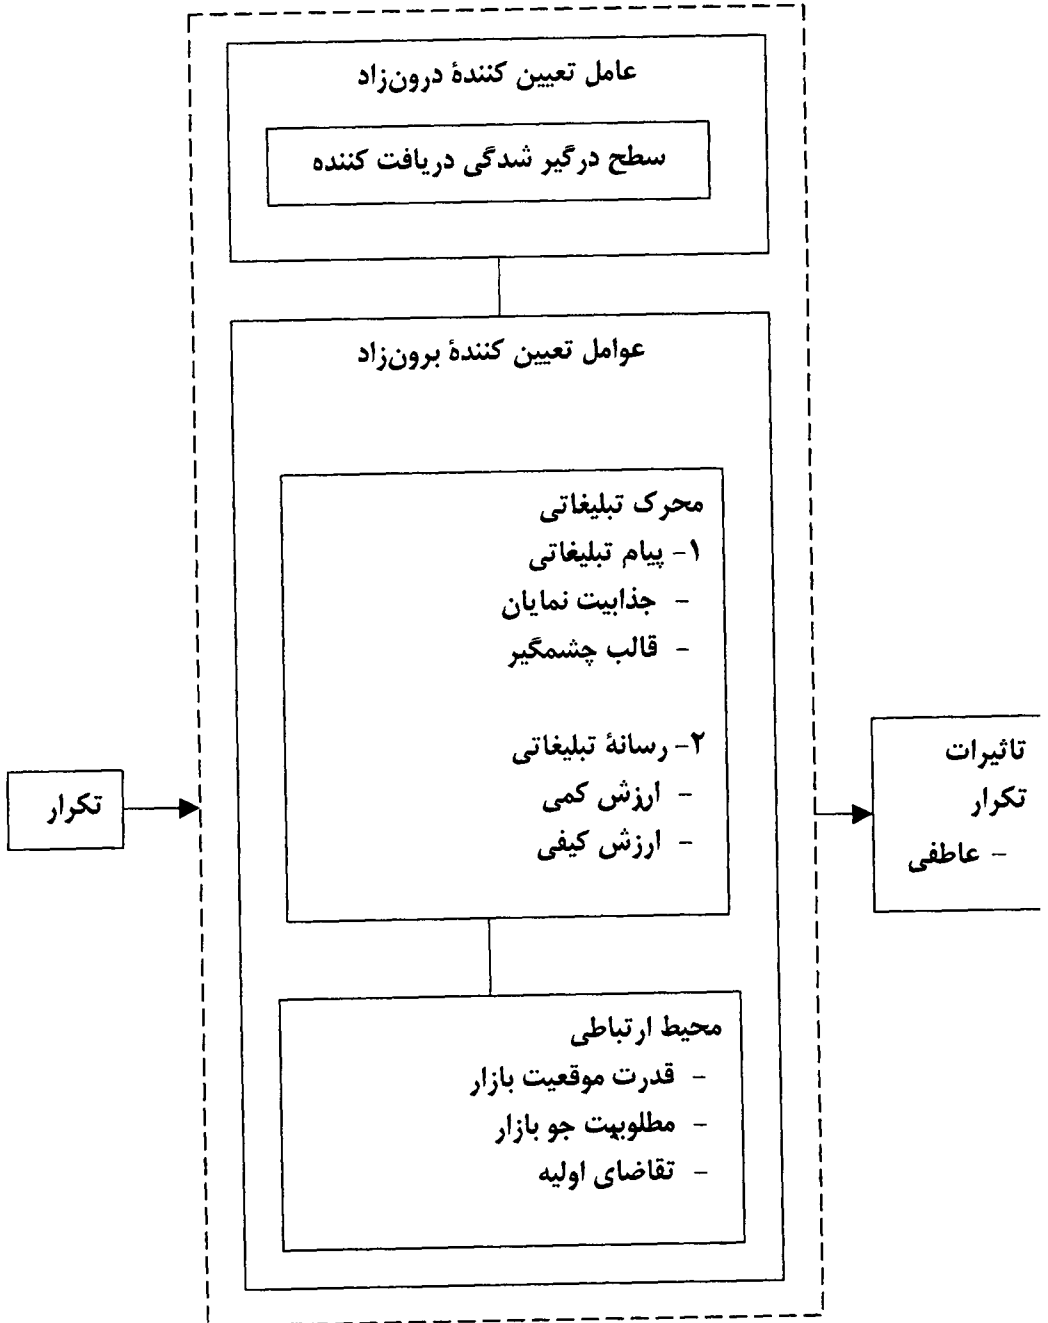 عامل تعیین کنندهٔ درون‌زاد
سطح درگیر شدگی دریافت کننده
عوامل تعیین کنندهٔ برون‌زاد
محرک تبلیغاتی
۱- پیام تبلیغاتی
- جذابیت نمایان
- قالب چشمگیر
۲- رسانهٔ تبلیغاتی
- ارزش کمی
- ارزش کیفی
محیط ارتباطی
- قدرت موقعیت بازار
- مطلوبیت جو بازار
- تقاضای اولیه
تکرار
تاثیرات
تکرار
- عاطفی